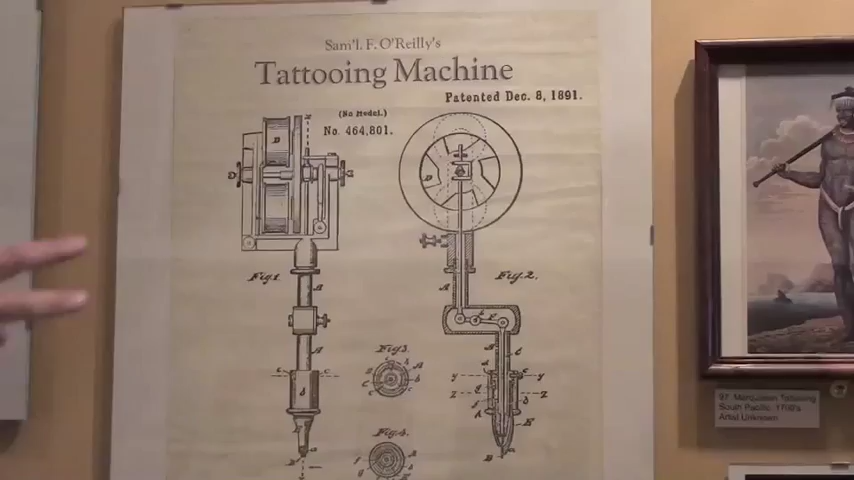 Sam'l. F. O'Reilly's
Tattooing Machine
Patented Dec. 8, 1891.
(No Model.)
No. 464,801.
Fig. 1.
Fig. 2.
Fig. 3.
Fig. 4.
97. Marquesan Tattooing
South Pacific, 1700's
Artist Unknown